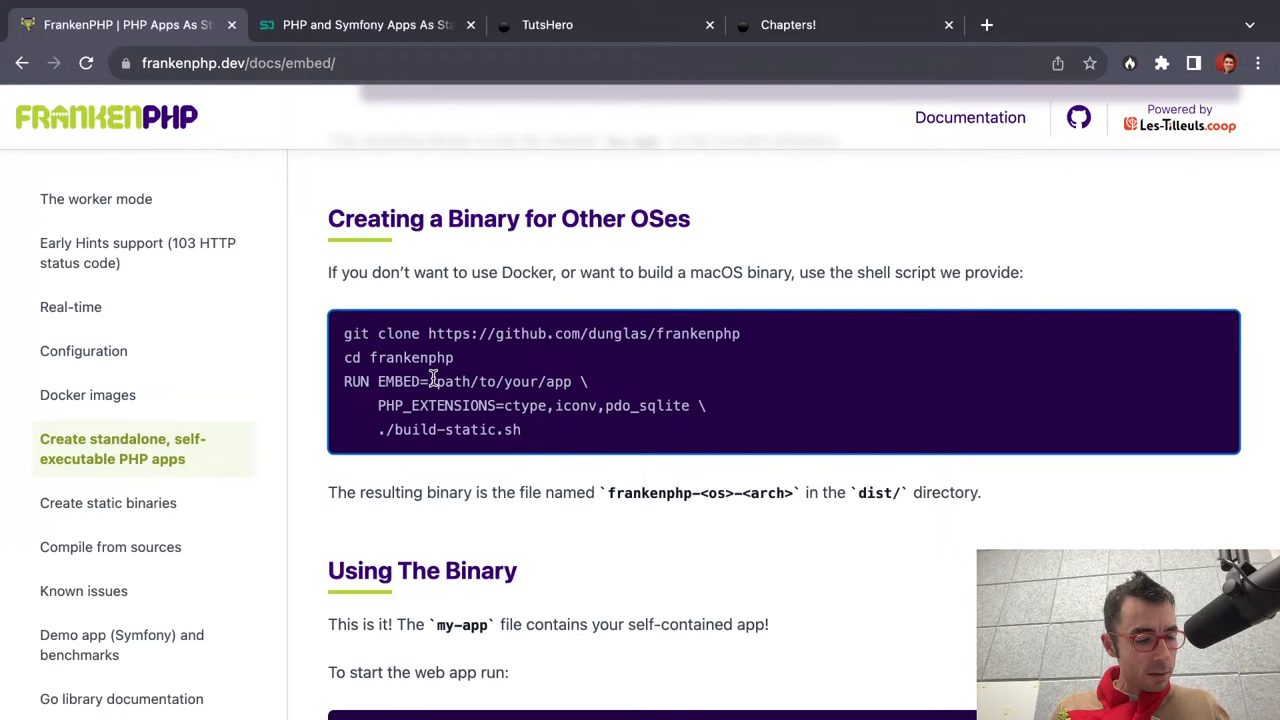 FrankenPHP | PHP Apps As St
PHP and Symfony Apps As Sta
TutsHero
Chapters!
frankenphp.dev/docs/embed/
FRANKENPHP
Documentation
Powered by
Les-Tilleuls.coop
The worker mode
Early Hints support (103 HTTP
status code)
Real-time
Configuration
Docker images
Create standalone, self-
executable PHP apps
Create static binaries
Compile from sources
Known issues
Demo app (Symfony) and
benchmarks
Go library documentation
Creating a Binary for Other OSes
If you don’t want to use Docker, or want to build a macOS binary, use the shell script we provide:
git clone https://github.com/dunglas/frankenphp
cd frankenphp
RUN EMBED=/path/to/your/app \
PHP_EXTENSIONS=ctype,iconv,pdo_sqlite \
./build-static.sh
The resulting binary is the file named `frankenphp-<os>-<arch>` in the `dist/` directory.
Using The Binary
This is it! The `my-app` file contains your self-contained app!
To start the web app run: